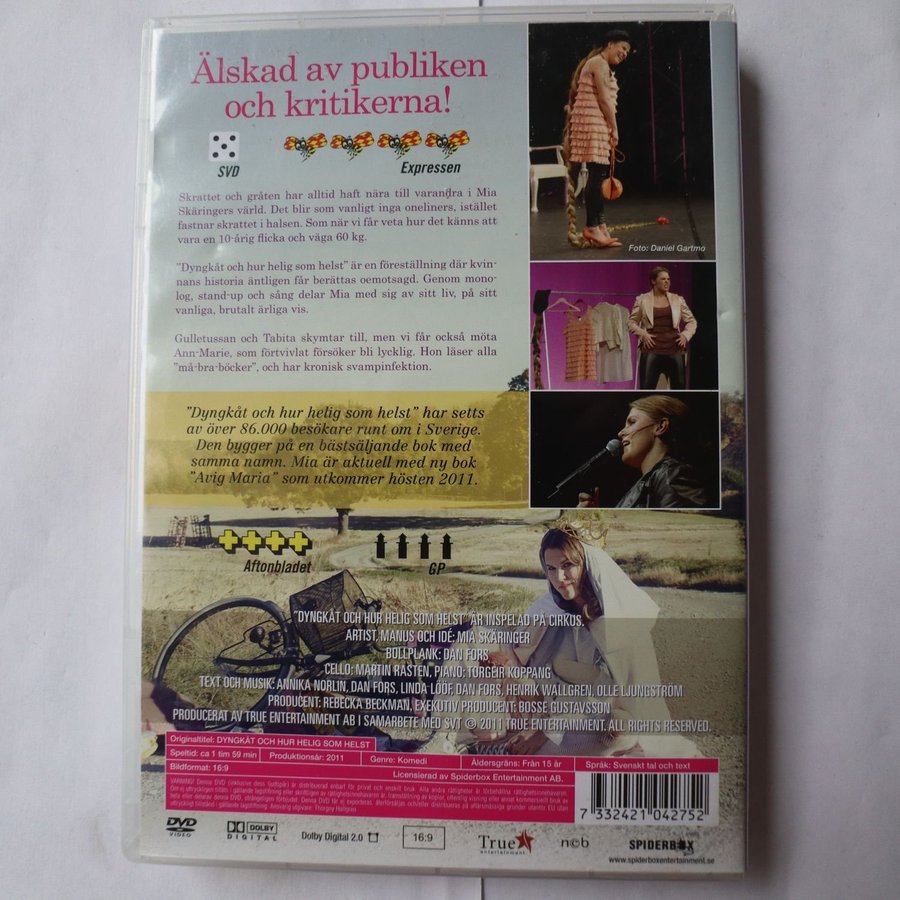 Älskad av publiken
och kritikerna!
SVD
Expressen
Skrattet och gråten har alltid haft nära till varandra i Mia
Skäringers värld. Det blir som vanligt inga oneliners, istället
fastnar skrattet i halsen. Som när vi får veta hur det känns att
vara en 10-årig flicka och väga 60 kg.
"Dyngkåt och hur helig som helst" är en föreställning där kvin-
nans historia äntligen får berättas oemotsagd. Genom mono-
log, stand-up och sång delar Mia med sig av sitt liv, på sitt
vanliga, brutalt ärliga vis.
Gulletussan och Tabita skymtar till, men vi får också möta
Ann-Marie, som förtvivlat försöker bli lycklig. Hon läser alla
"må-bra-böcker", och har kronisk svampinfektion.
Foto: Daniel Gartmo
"Dyngkåt och hur helig som helst" har setts
av över 86.000 besökare runt om i Sverige.
Den bygger på en bästsäljande bok med
samma namn. Mia är aktuell med ny bok
"Avig Maria" som utkommer hösten 2011.
Aftonbladet
GP
"DYNGKÅT OCH HUR HELIG SOM HELST" ÄR INSPELAD PÅ CIRKUS.
ARTIST, MANUS OCH IDÉ: MIA SKÄRINGER
BOLLPLANK: DAN FORS
CELLO: MARTIN RASTEN, PIANO: TORGEIR KOPPANG
TEXT OCH MUSIK: ANNIKA NORLIN, DAN FORS, LINDA LÖÖF, DAN FORS, HENRIK WALLGREN, OLLE LJUNGSTRÖM
PRODUCENT: REBECKA BECKMAN, EXEKUTIV PRODUCENT: BOSSE GUSTAVSSON
PRODUCERAT AV TRUE ENTERTAINMENT AB I SAMARBETE MED SVT © 2011 TRUE ENTERTAINMENT. ALL RIGHTS RESERVED.
Originaltitel: DYNGKÅT OCH HUR HELIG SOM HELST
Speltid: ca 1 tim 59 min Produktionsår: 2011 Genre: Komedi Åldersgräns: Från 15 år Språk: Svenskt tal och text
Bildformat: 16:9 Licensierad av Spiderbox Entertainment AB.
7 332421 042752
DVD VIDEO
DOLBY DIGITAL
Dolby Digital 2.0
16:9
True entertainment
ncb
SPIDERBOX
www.spiderboxentertainment.se